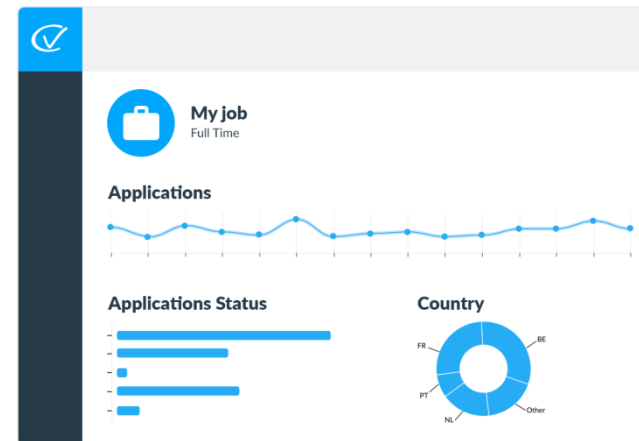 My job
Full Time
Applications
Applications Status
Country
FR
BE
PT
NL
Other